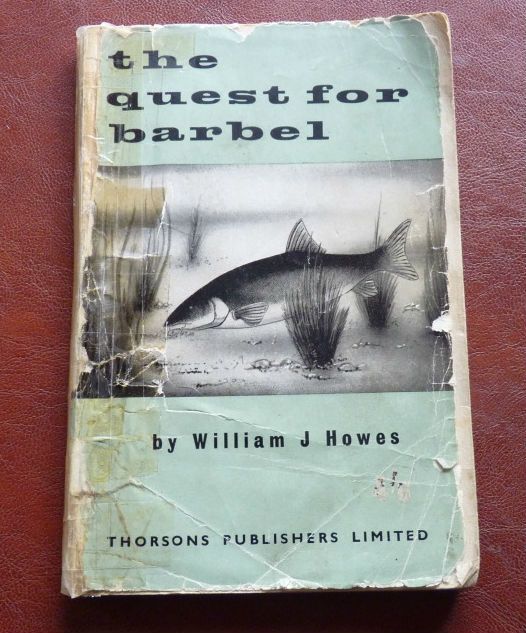 the
quest for
barbel
by William J Howes
THORSONS PUBLISHERS LIMITED